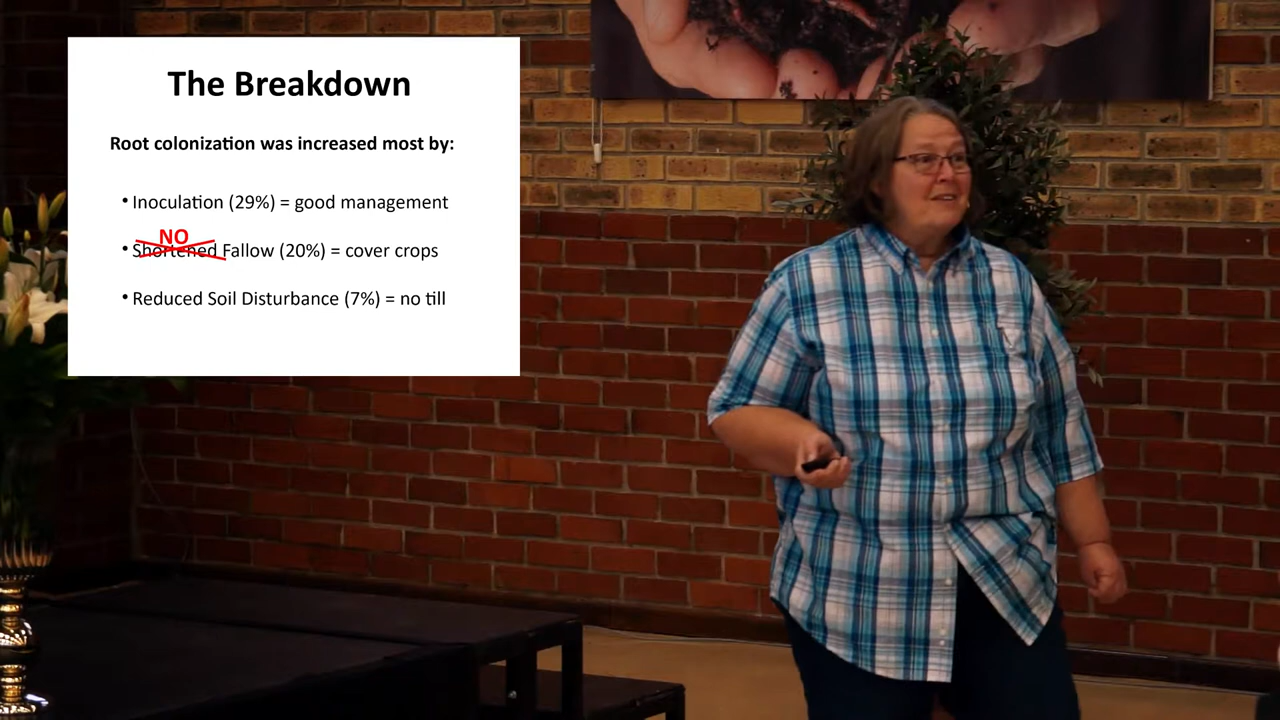 The Breakdown
Root colonization was increased most by:
• Inoculation (29%) = good management
NO
• Shortened Fallow (20%) = cover crops
• Reduced Soil Disturbance (7%) = no till